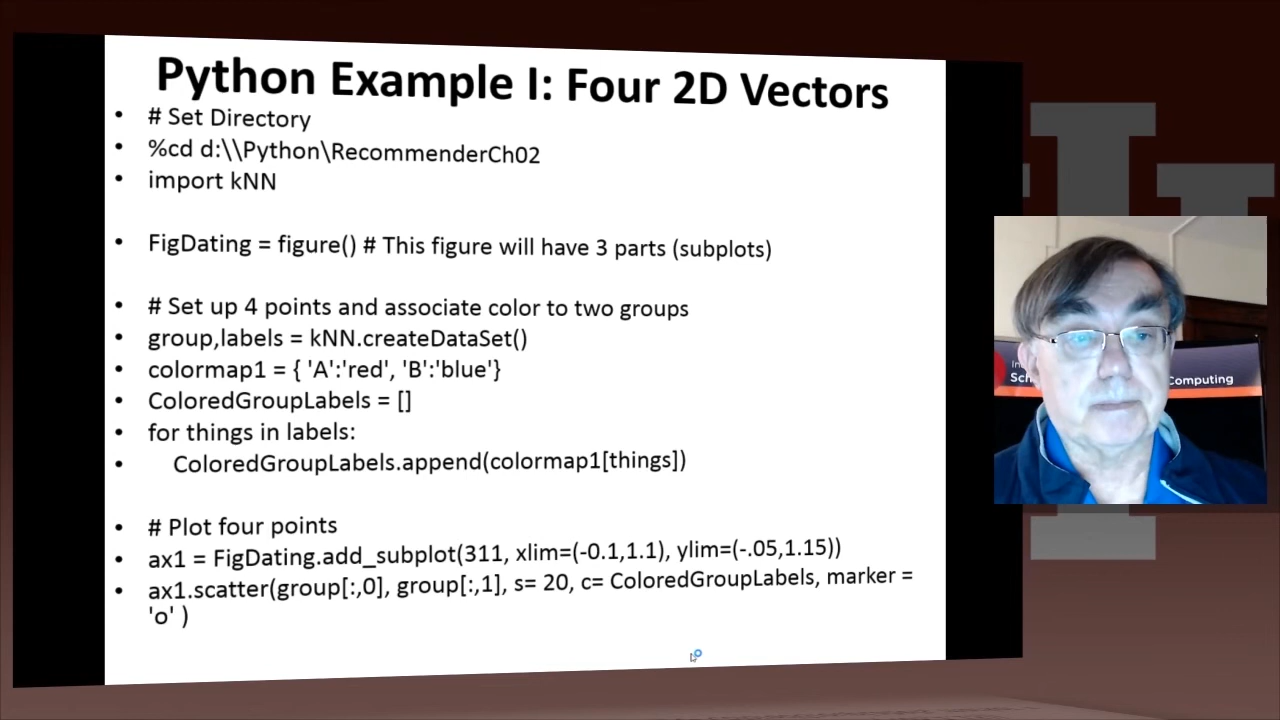 Python Example I: Four 2D Vectors
• # Set Directory
• %cd d:\\Python\RecommenderCh02
• import kNN
• FigDating = figure() # This figure will have 3 parts (subplots)
• # Set up 4 points and associate color to two groups
• group,labels = kNN.createDataSet()
• colormap1 = { 'A':'red', 'B':'blue'}
• ColoredGroupLabels = []
• for things in labels:
• ColoredGroupLabels.append(colormap1[things])
• # Plot four points
• ax1 = FigDating.add_subplot(311, xlim=(-0.1,1.1), ylim=(-.05,1.15))
• ax1.scatter(group[:,0], group[:,1], s= 20, c= ColoredGroupLabels, marker =
'o' )
Computing